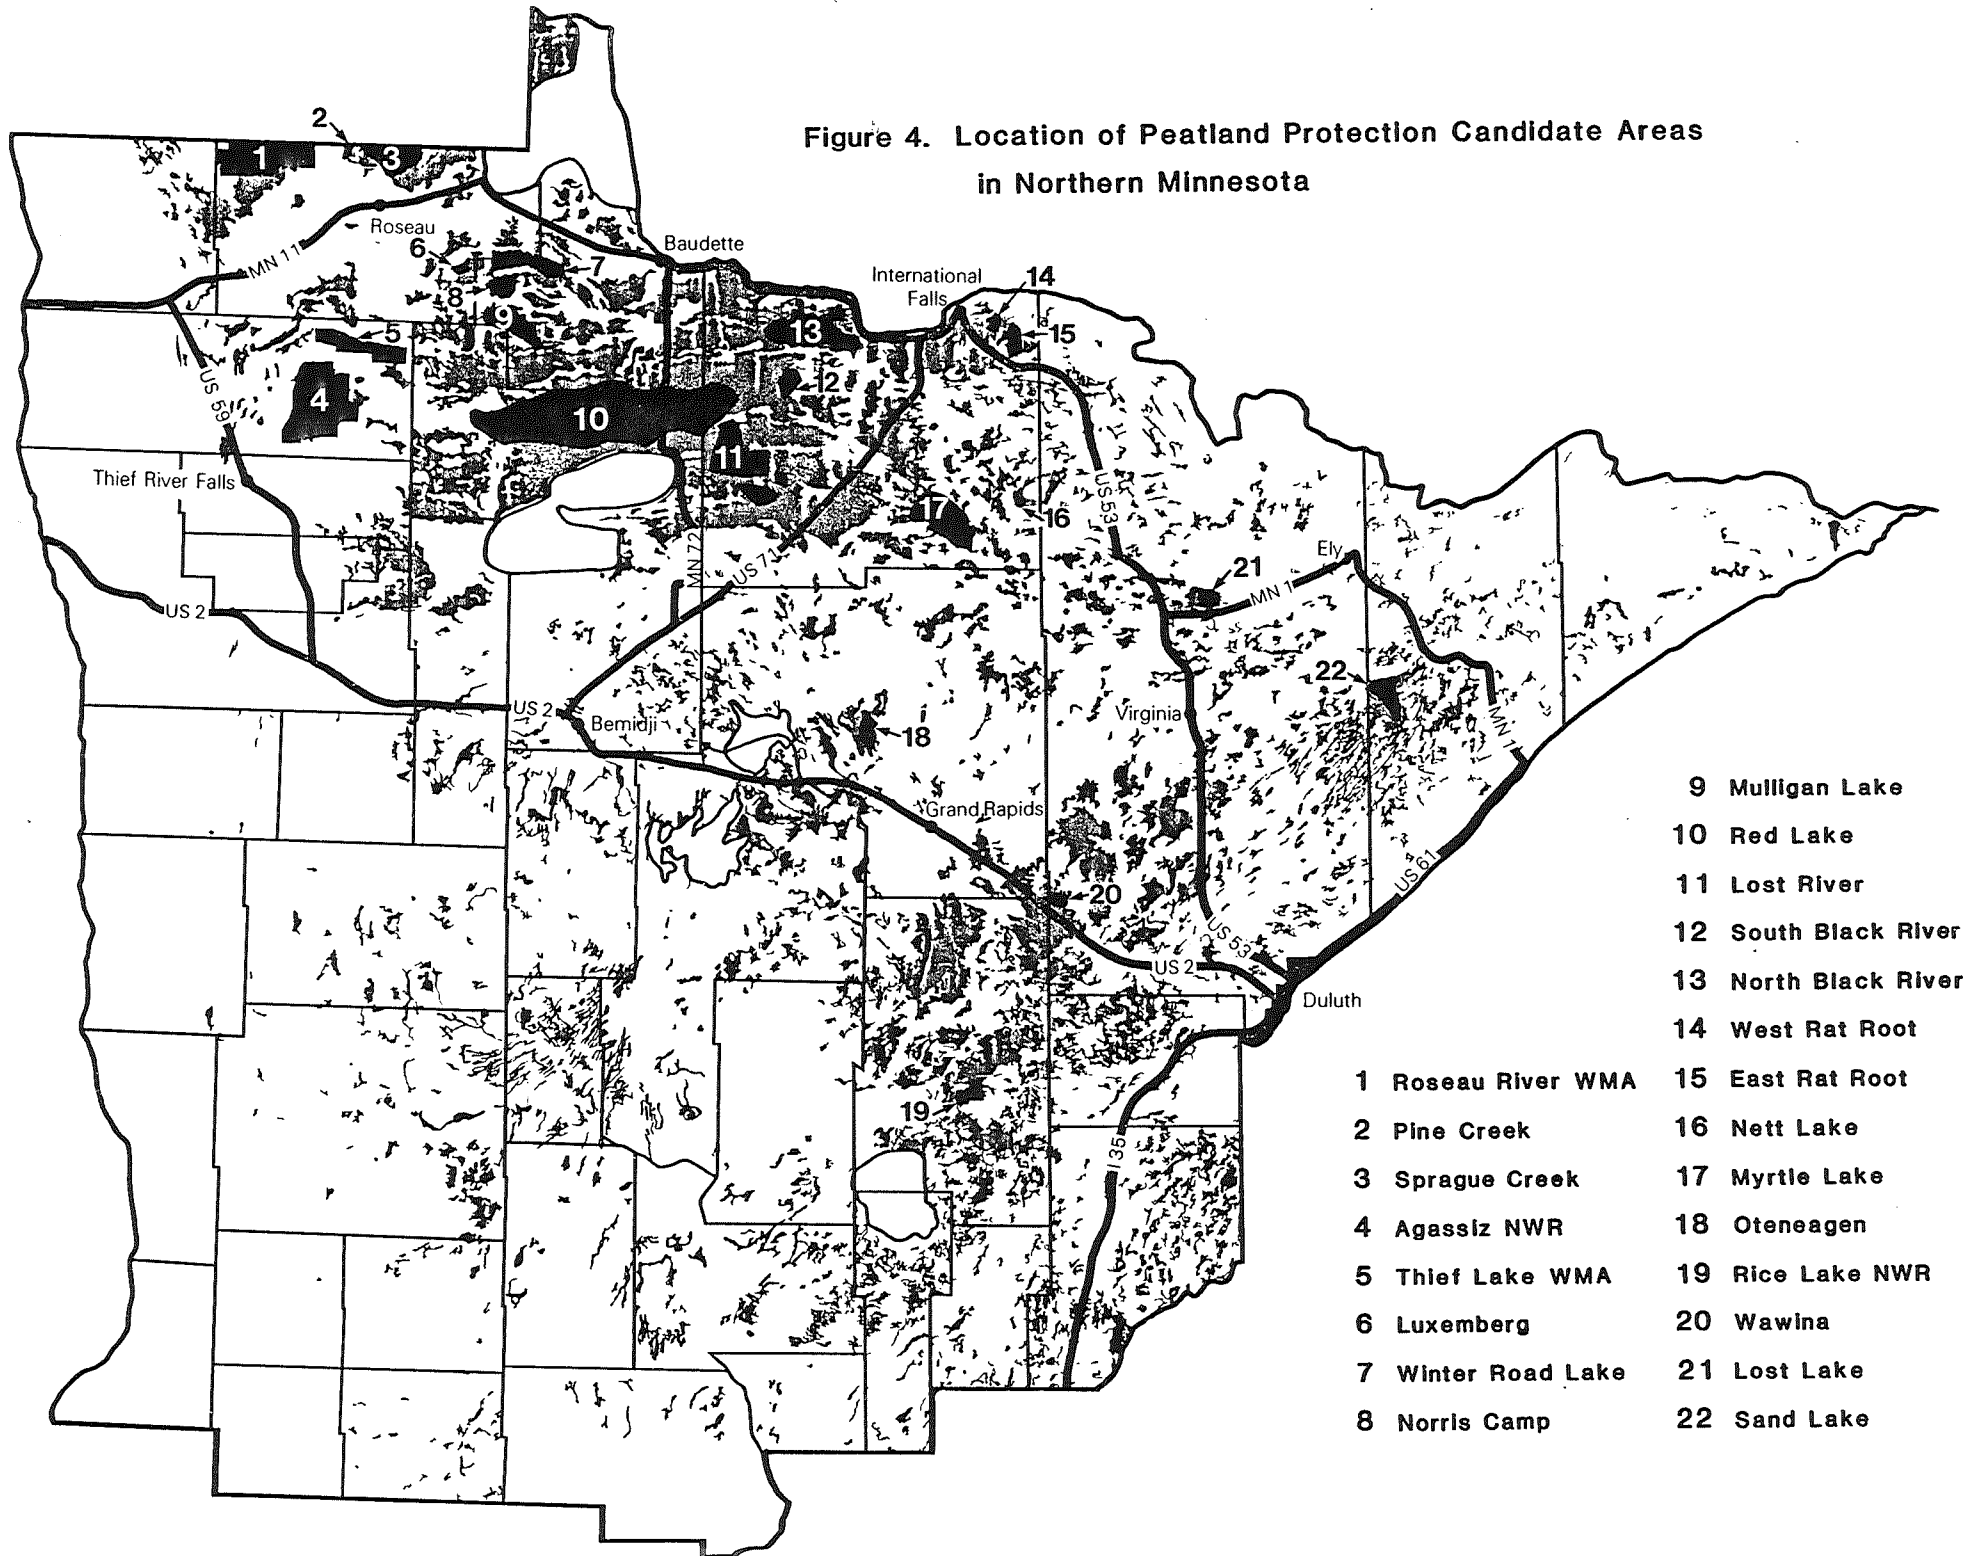 Figure 4. Location of Peatland Protection Candidate Areas
in Northern Minnesota
2
1
3
Roseau
MN 11
6
7
8
9
Baudette
International
Falls
14
15
13
5
4
US 59
12
10
11
Thief River Falls
17
16
US 53
MN 72
US 71
Ely
21
MN 1
US 2
22
US 2
Bemidji
Virginia
18
MN 1
Grand Rapids
20
US 61
US 53
US 2
Duluth
19
I 35
1 Roseau River WMA
2 Pine Creek
3 Sprague Creek
4 Agassiz NWR
5 Thief Lake WMA
6 Luxemberg
7 Winter Road Lake
8 Norris Camp
9 Mulligan Lake
10 Red Lake
11 Lost River
12 South Black River
13 North Black River
14 West Rat Root
15 East Rat Root
16 Nett Lake
17 Myrtle Lake
18 Oteneagen
19 Rice Lake NWR
20 Wawina
21 Lost Lake
22 Sand Lake